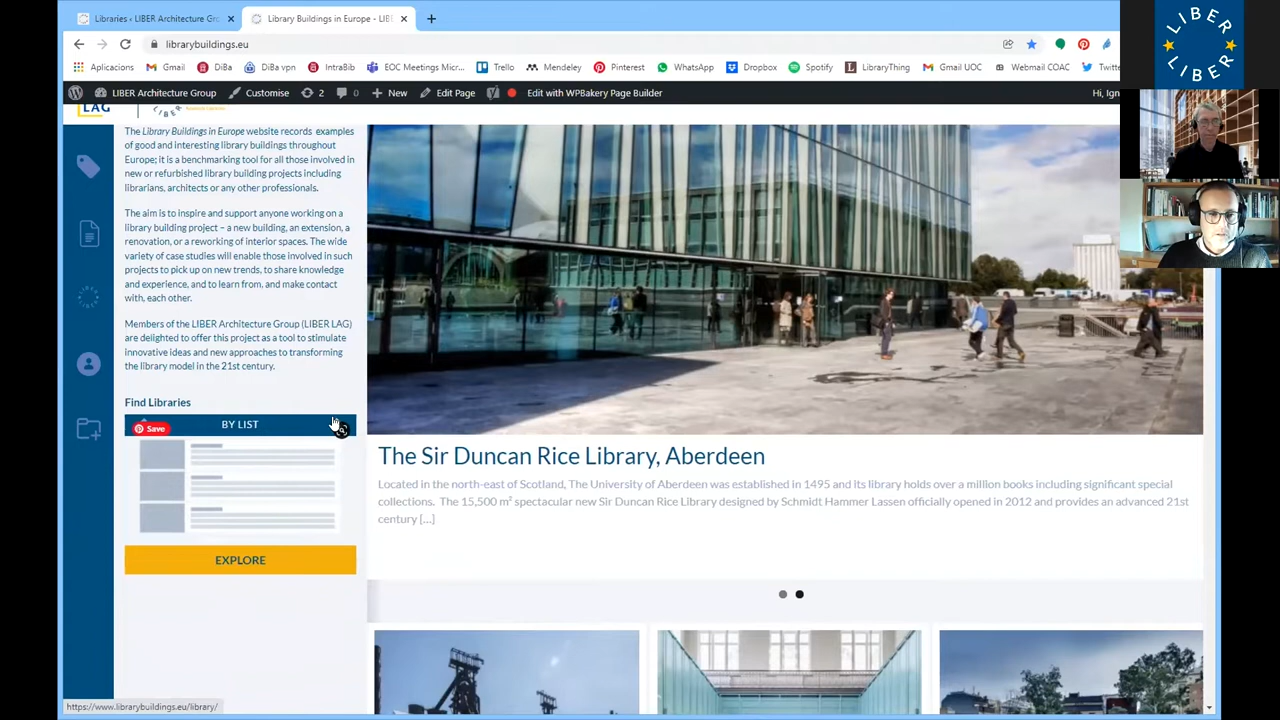 Libraries ‹ LIBER Architecture Gro
Library Buildings in Europe - LIBE
librarybuildings.eu
Aplicacions
Gmail
DiBa
DiBa vpn
IntraBib
EOC Meetings Micr...
Trello
Mendeley
Pinterest
WhatsApp
Dropbox
Spotify
LibraryThing
Gmail UOC
Webmail COAC
Twitte
LIBER Architecture Group
Customise
2
0
New
Edit Page
Edit with WPBakery Page Builder
Hi, Ign
LAG
LIBER
The Library Buildings in Europe website records examples
of good and interesting library buildings throughout
Europe; it is a benchmarking tool for all those involved in
new or refurbished library building projects including
librarians, architects or any other professionals.
The aim is to inspire and support anyone working on a
library building project – a new building, an extension, a
renovation, or a reworking of interior spaces. The wide
variety of case studies will enable those involved in such
projects to pick up on new trends, to share knowledge
and experience, and to learn from, and make contact
with, each other.
Members of the LIBER Architecture Group (LIBER LAG)
are delighted to offer this project as a tool to stimulate
innovative ideas and new approaches to transforming
the library model in the 21st century.
Find Libraries
BY LIST
Save
EXPLORE
The Sir Duncan Rice Library, Aberdeen
Located in the north-east of Scotland, The University of Aberdeen was established in 1495 and its library holds over a million books including significant special
collections. The 15,500 m² spectacular new Sir Duncan Rice Library designed by Schmidt Hammer Lassen officially opened in 2012 and provides an advanced 21st
century [...]
https://www.librarybuildings.eu/library/
LIBER
LIBER